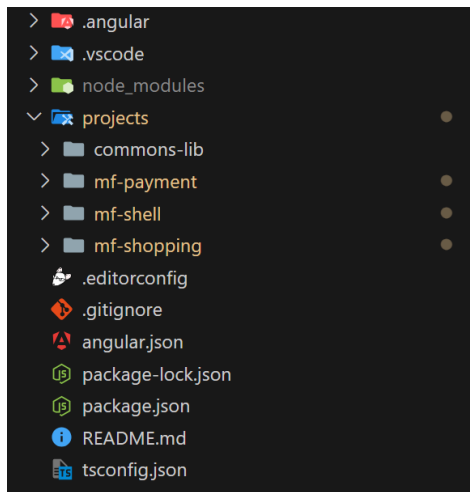 .angular
.vscode
node_modules
projects
commons-lib
mf-payment
mf-shell
mf-shopping
.editorconfig
.gitignore
angular.json
package-lock.json
package.json
README.md
tsconfig.json